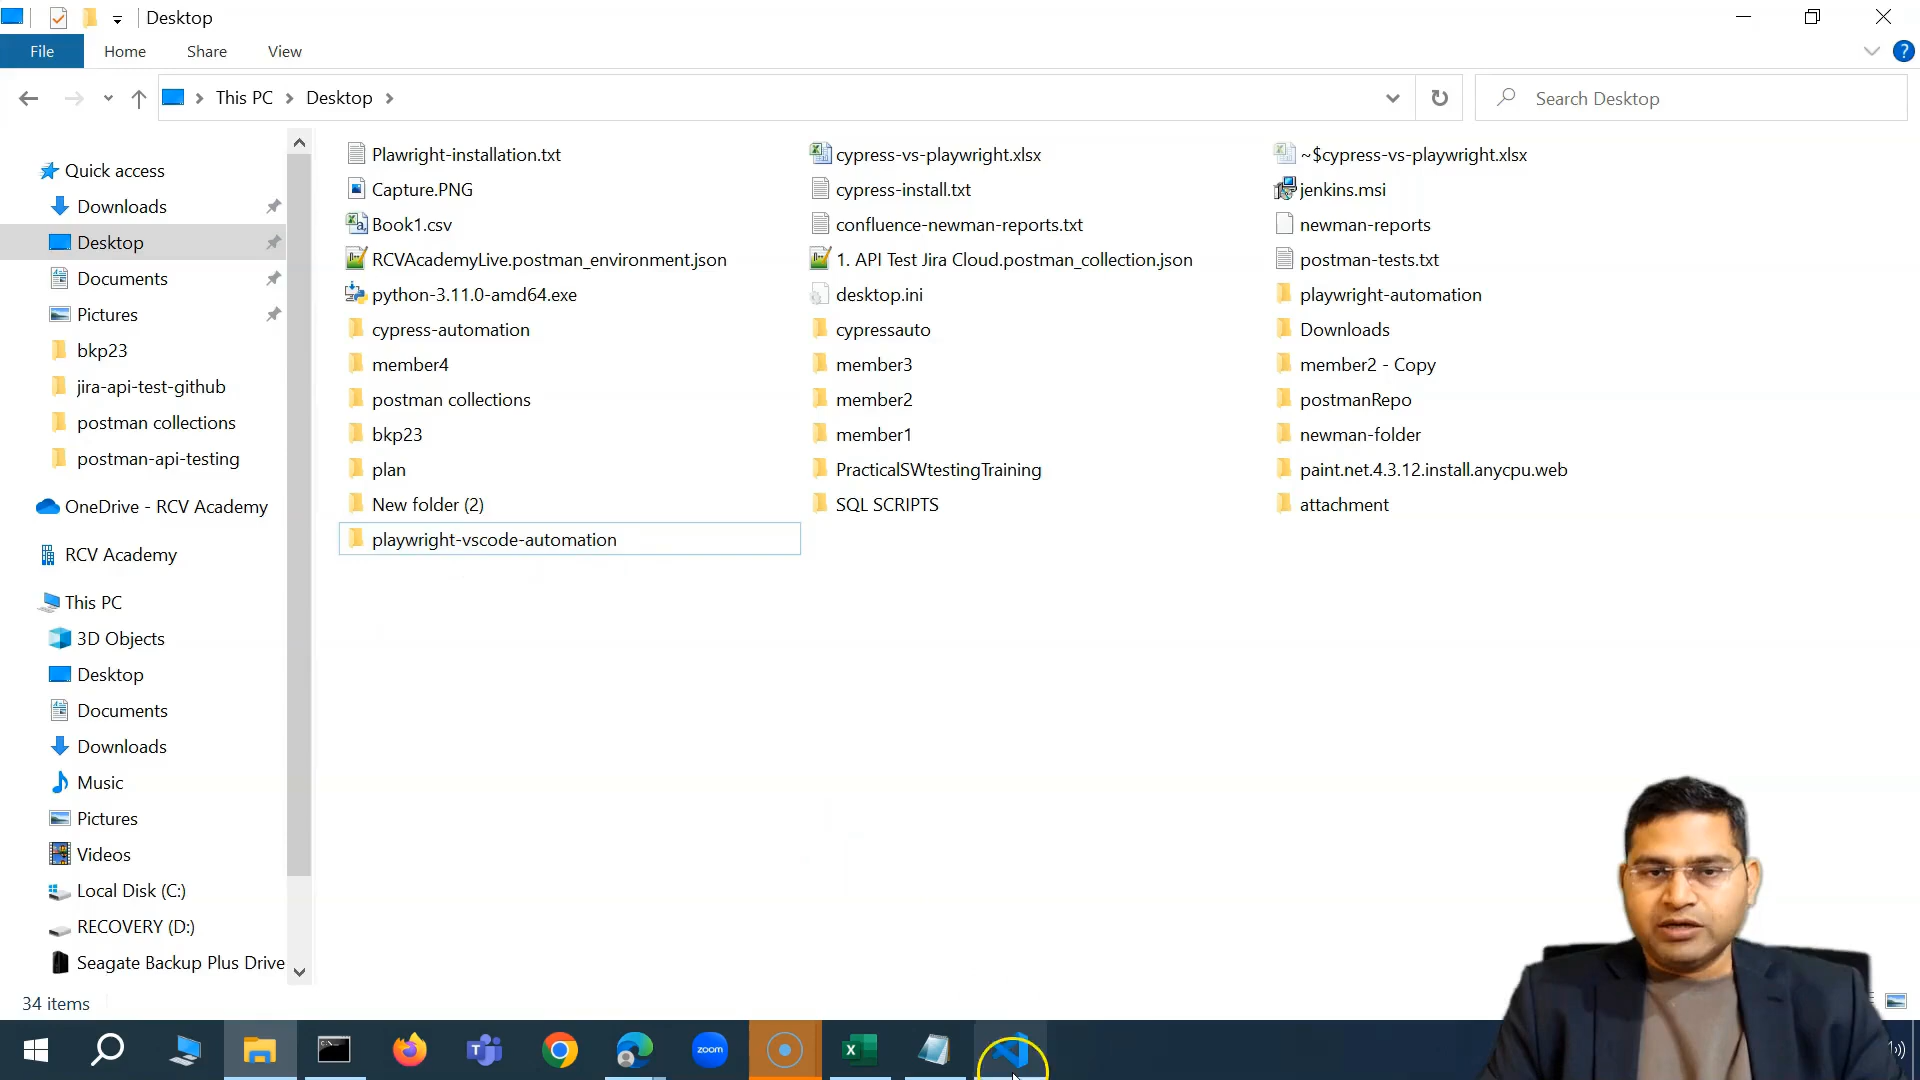 Desktop
File Home Share View
This PC Desktop
Search Desktop
Quick access
Downloads
Desktop
Documents
Pictures
bkp23
jira-api-test-github
postman collections
postman-api-testing
OneDrive - RCV Academy
RCV Academy
This PC
3D Objects
Desktop
Documents
Downloads
Music
Pictures
Videos
Local Disk (C:)
RECOVERY (D:)
Seagate Backup Plus Drive
Plawright-installation.txt cypress-vs-playwright.xlsx ~$cypress-vs-playwright.xlsx
Capture.PNG cypress-install.txt jenkins.msi
Book1.csv confluence-newman-reports.txt newman-reports
RCVAcademyLive.postman_environment.json 1. API Test Jira Cloud.postman_collection.json postman-tests.txt
python-3.11.0-amd64.exe desktop.ini playwright-automation
cypress-automation cypressauto Downloads
member4 member3 member2 - Copy
postman collections member2 postmanRepo
bkp23 member1 newman-folder
plan PracticalSWtestingTraining paint.net.4.3.12.install.anycpu.web
New folder (2) SQL SCRIPTS attachment
playwright-vscode-automation
34 items
zoom